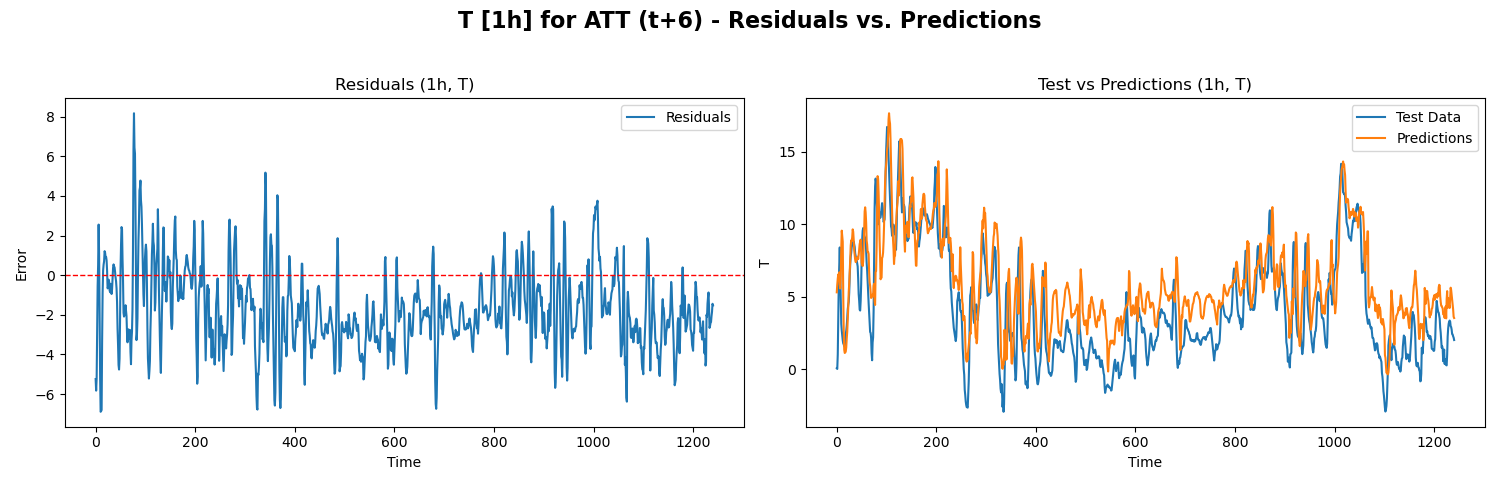 T [1h] for ATT (t+6) - Residuals vs. Predictions
Residuals (1h, T)
Residuals
Error
8
6
4
2
0
−2
−4
−6
0
200
400
600
800
1000
1200
Time
Test vs Predictions (1h, T)
Test Data
Predictions
T
15
10
5
0
0
200
400
600
800
1000
1200
Time